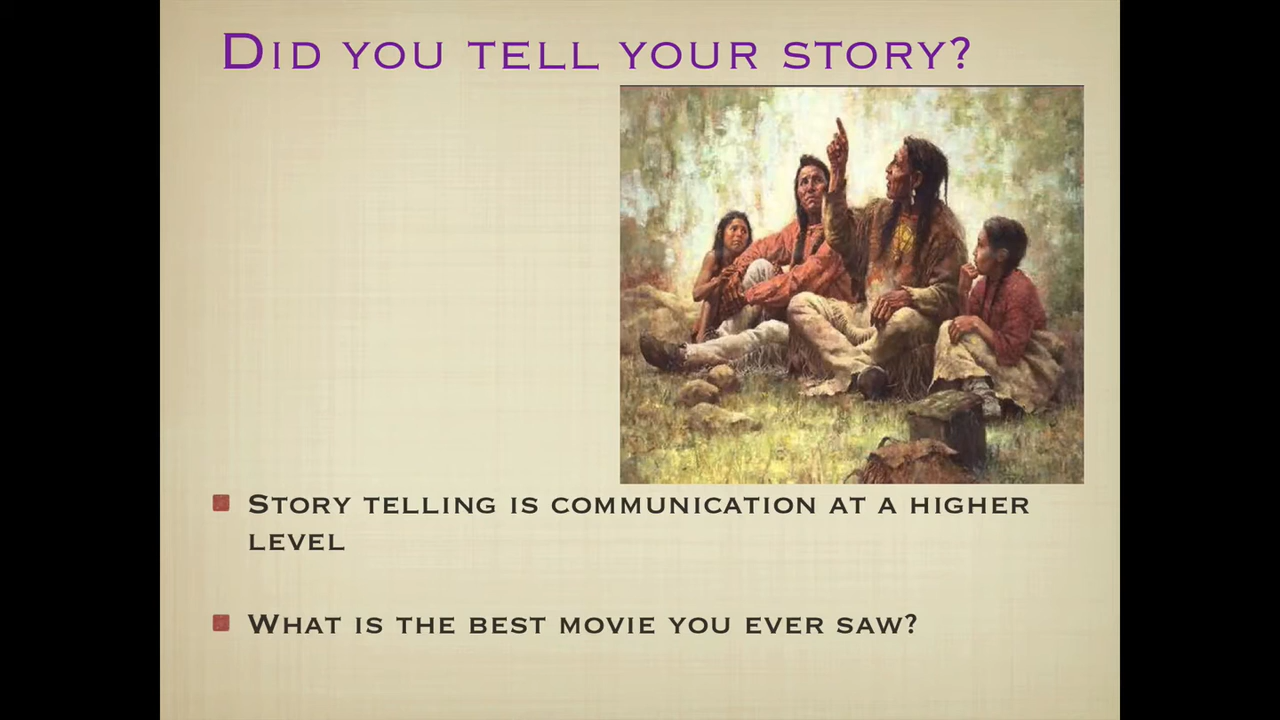 Did you tell your story?
Story telling is communication at a higher
level
What is the best movie you ever saw?